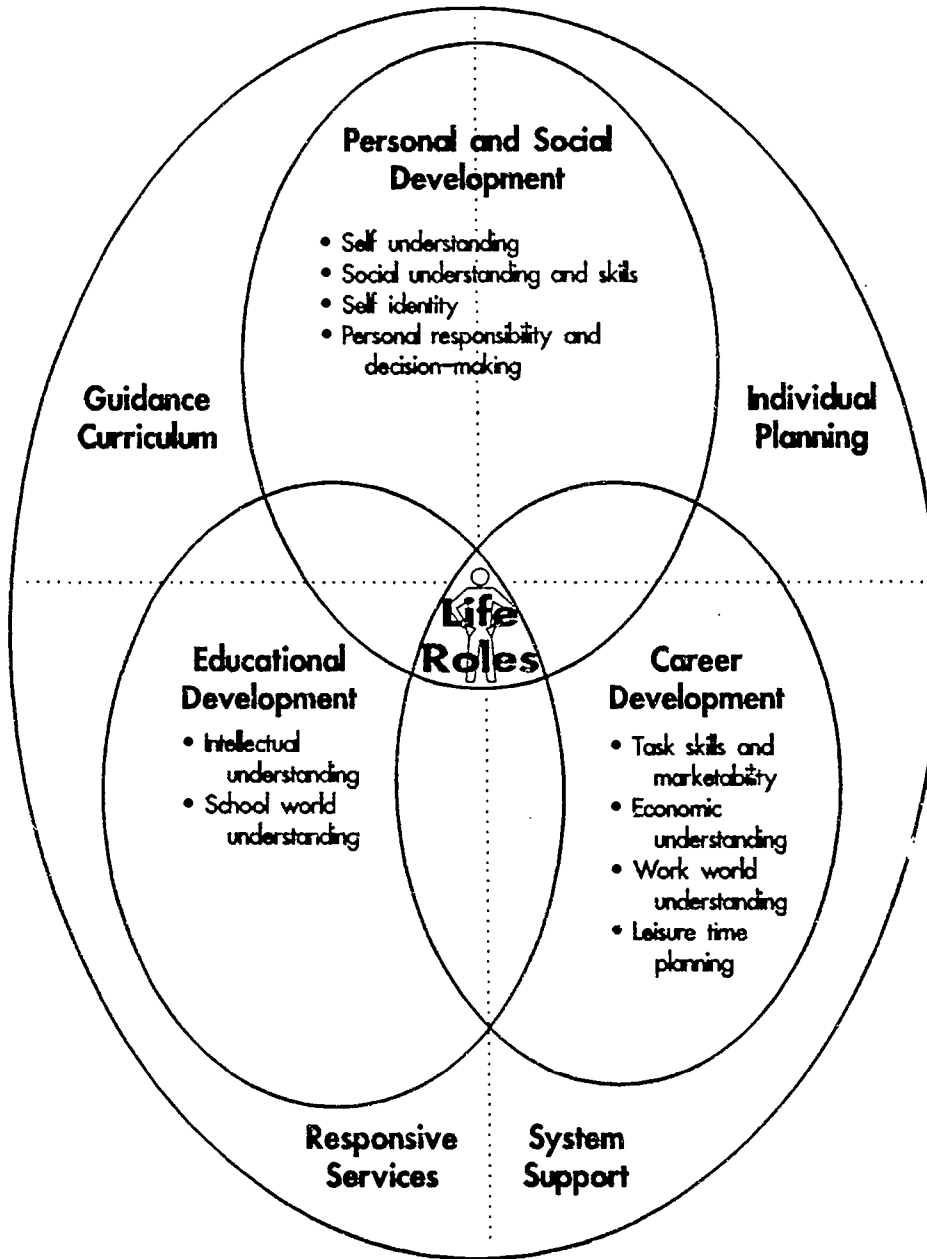 Personal and Social
Development
• Self understanding
• Social understanding and skills
• Self identity
• Personal responsibility and
decision-making
Guidance
Curriculum
Individual
Planning
Life
Roles
Educational
Development
• Intellectual
understanding
• School world
understanding
Career
Development
• Task skills and
marketability
• Economic
understanding
• Work world
understanding
• Leisure time
planning
Responsive
Services
System
Support